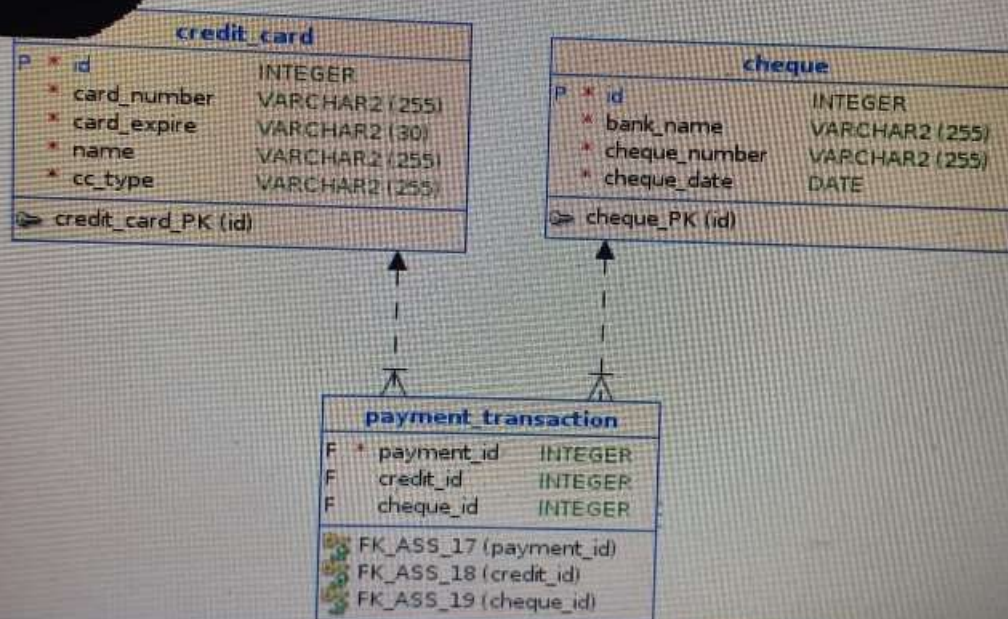 credit_card
P * id INTEGER
* card_number VARCHAR2 (255)
* card_expire VARCHAR2 (30)
* name VARCHAR2 (255)
* cc_type VARCHAR2 (255)
credit_card_PK (id)
cheque
P * id INTEGER
* bank_name VARCHAR2 (255)
* cheque_number VARCHAR2 (255)
* cheque_date DATE
cheque_PK (id)
payment_transaction
F * payment_id INTEGER
F credit_id INTEGER
F cheque_id INTEGER
FK_ASS_17 (payment_id)
FK_ASS_18 (credit_id)
FK_ASS_19 (cheque_id)